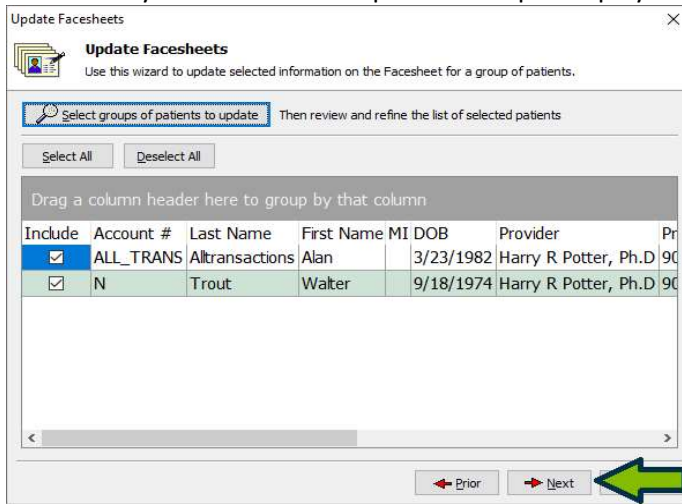 Update Facesheets
Update Facesheets
Use this wizard to update selected information on the Facesheet for a group of patients.
Select groups of patients to update Then review and refine the list of selected patients
Select All Deselect All
Drag a column header here to group by that column
Include Account # Last Name First Name MI DOB Provider Pr
ALL_TRANS Alltransactions Alan 3/23/1982 Harry R Potter, Ph.D 90
N Trout Walter 9/18/1974 Harry R Potter, Ph.D 90
Prior Next